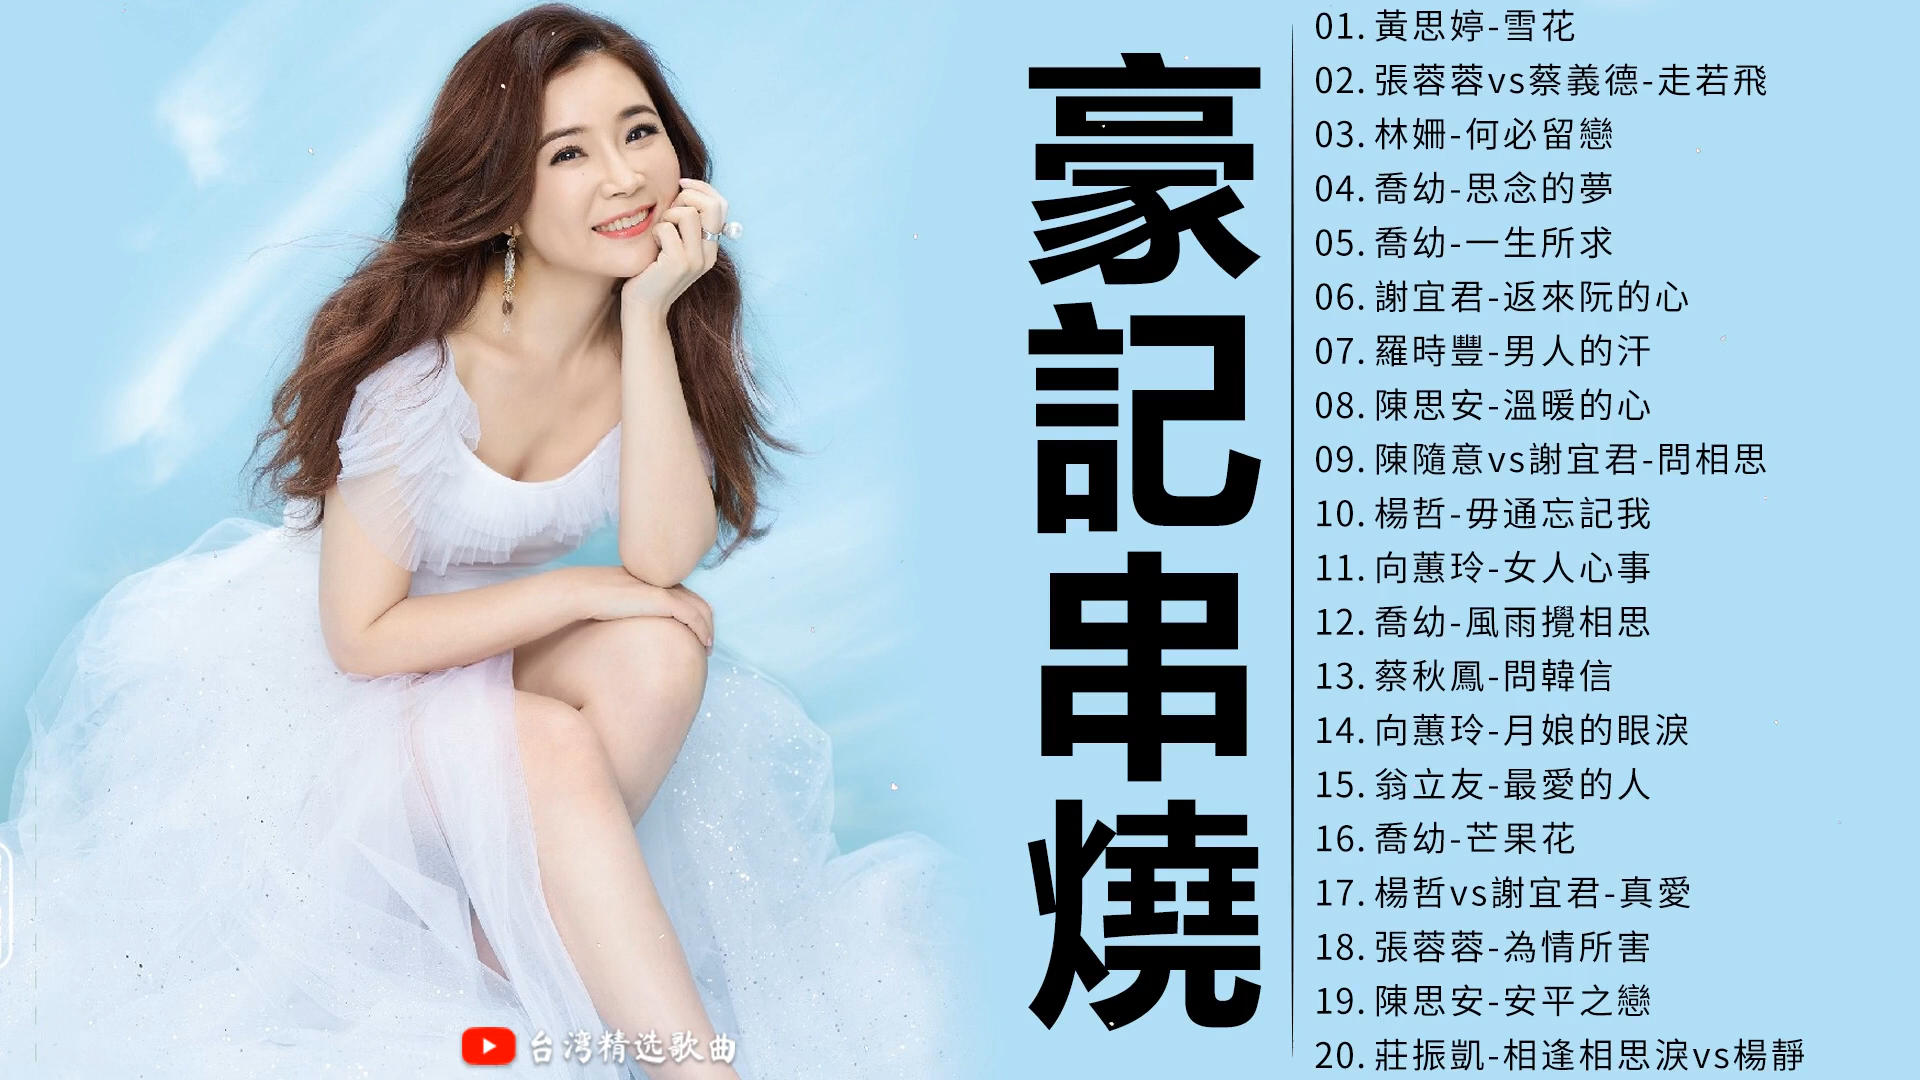 豪記串燒
01. 黃思婷-雪花
02. 張蓉蓉vs蔡義德-走若飛
03. 林姍-何必留戀
04. 喬幼-思念的夢
05. 喬幼-一生所求
06. 謝宜君-返來阮的心
07. 羅時豐-男人的汗
08. 陳思安-溫暖的心
09. 陳隨意vs謝宜君-問相思
10. 楊哲-毋通忘記我
11. 向蕙玲-女人心事
12. 喬幼-風雨攪相思
13. 蔡秋鳳-問韓信
14. 向蕙玲-月娘的眼淚
15. 翁立友-最愛的人
16. 喬幼-芒果花
17. 楊哲vs謝宜君-真愛
18. 張蓉蓉-為情所害
19. 陳思安-安平之戀
20. 莊振凱-相逢相思淚vs楊靜
台湾精选歌曲